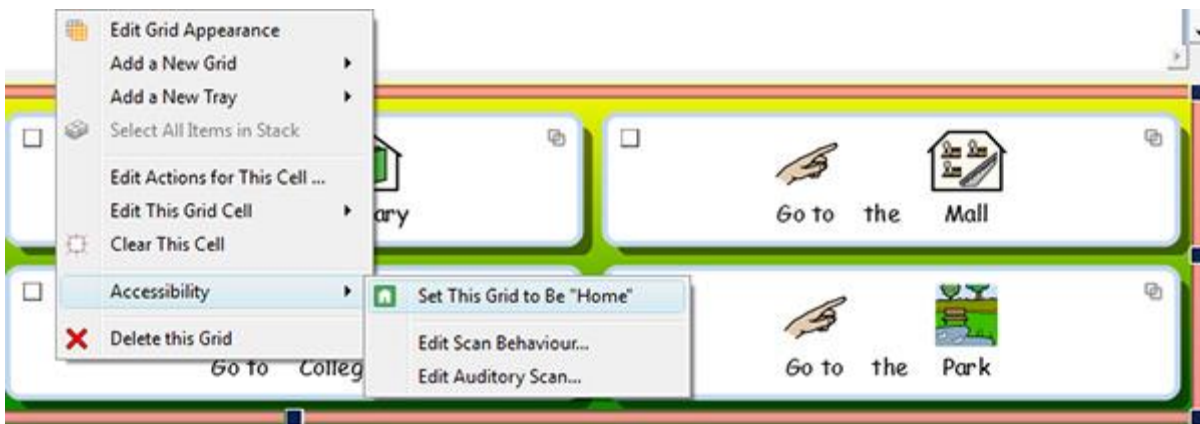 Edit Grid Appearance
Add a New Grid
Add a New Tray
Select All Items in Stack
Edit Actions for This Cell ...
Edit This Grid Cell
Clear This Cell
Accessibility
Delete this Grid
Set This Grid to Be "Home"
Edit Scan Behaviour...
Edit Auditory Scan...
ary
Go to the Mall
Go to Colleg
Go to the Park